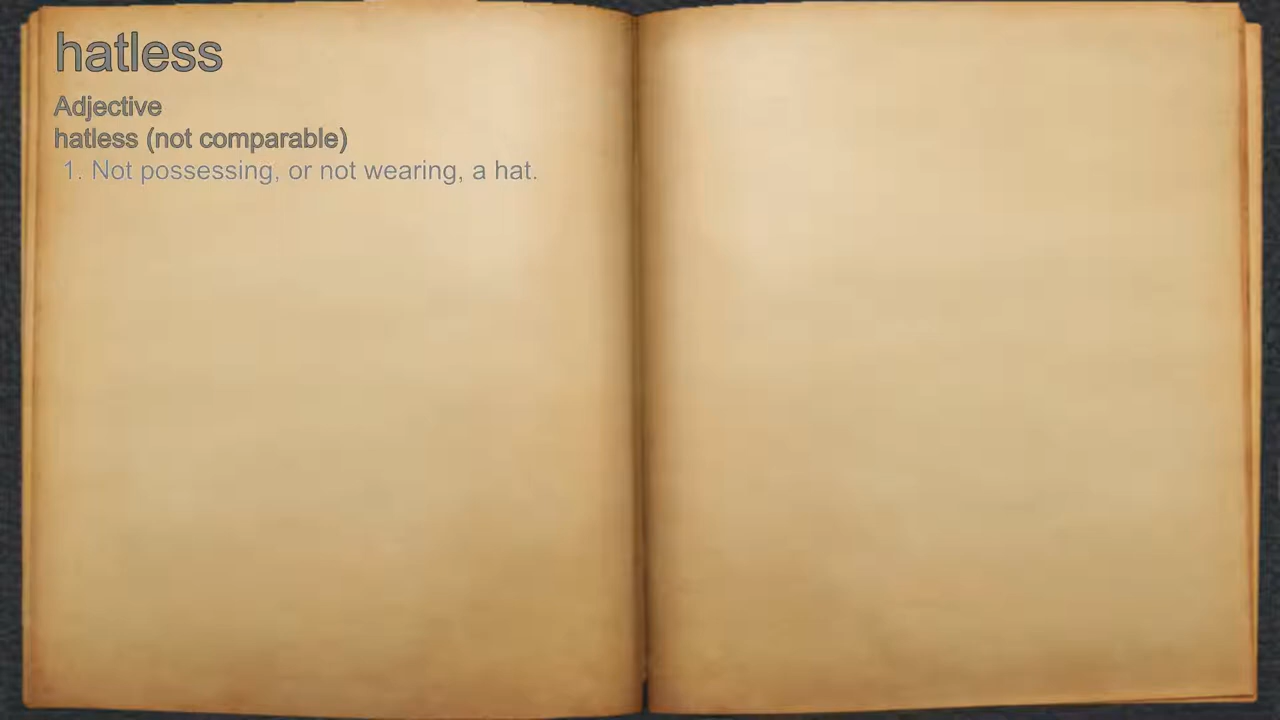 hatless
Adjective
hatless (not comparable)
1. Not possessing, or not wearing, a hat.